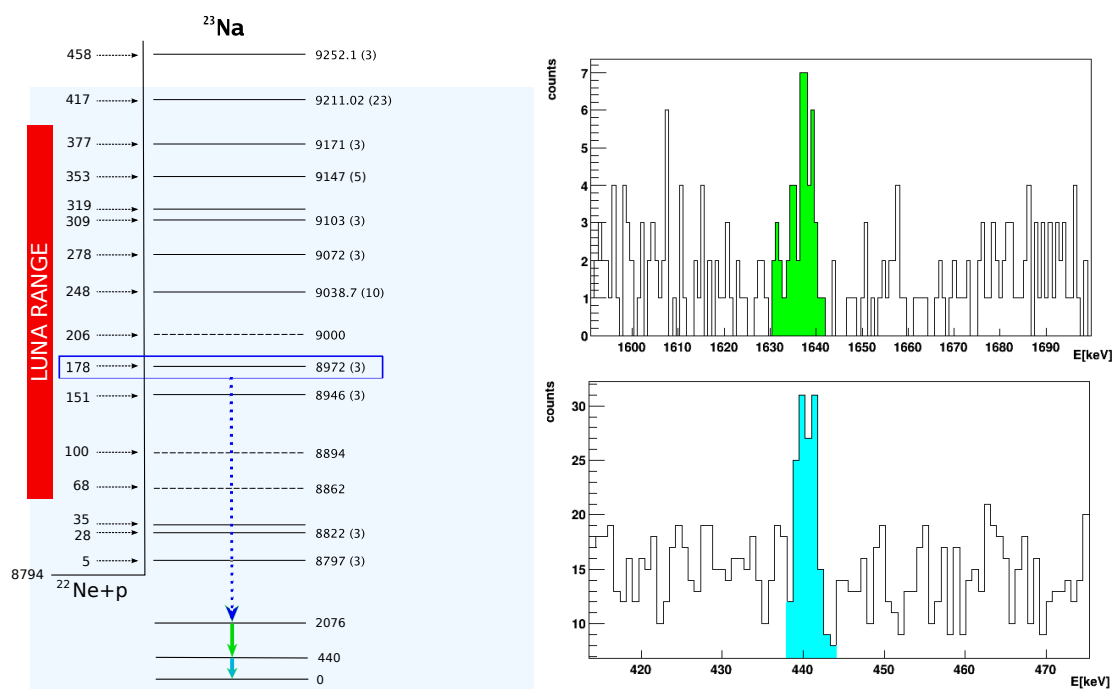 ²³Na
458 9252.1 (3)
417 9211.02 (23)
377 9171 (3)
353 9147 (5)
319
309 9103 (3)
278 9072 (3)
248 9038.7 (10)
206 9000
178 8972 (3)
151 8946 (3)
100 8894
68 8862
35
28 8822 (3)
5 8797 (3)
8794
²²Ne+p
2076
440
0
LUNA RANGE
counts
7
6
5
4
3
2
1
0
1600 1610 1620 1630 1640 1650 1660 1670 1680 1690
E[keV]
counts
30
25
20
15
10
420 430 440 450 460 470
E[keV]